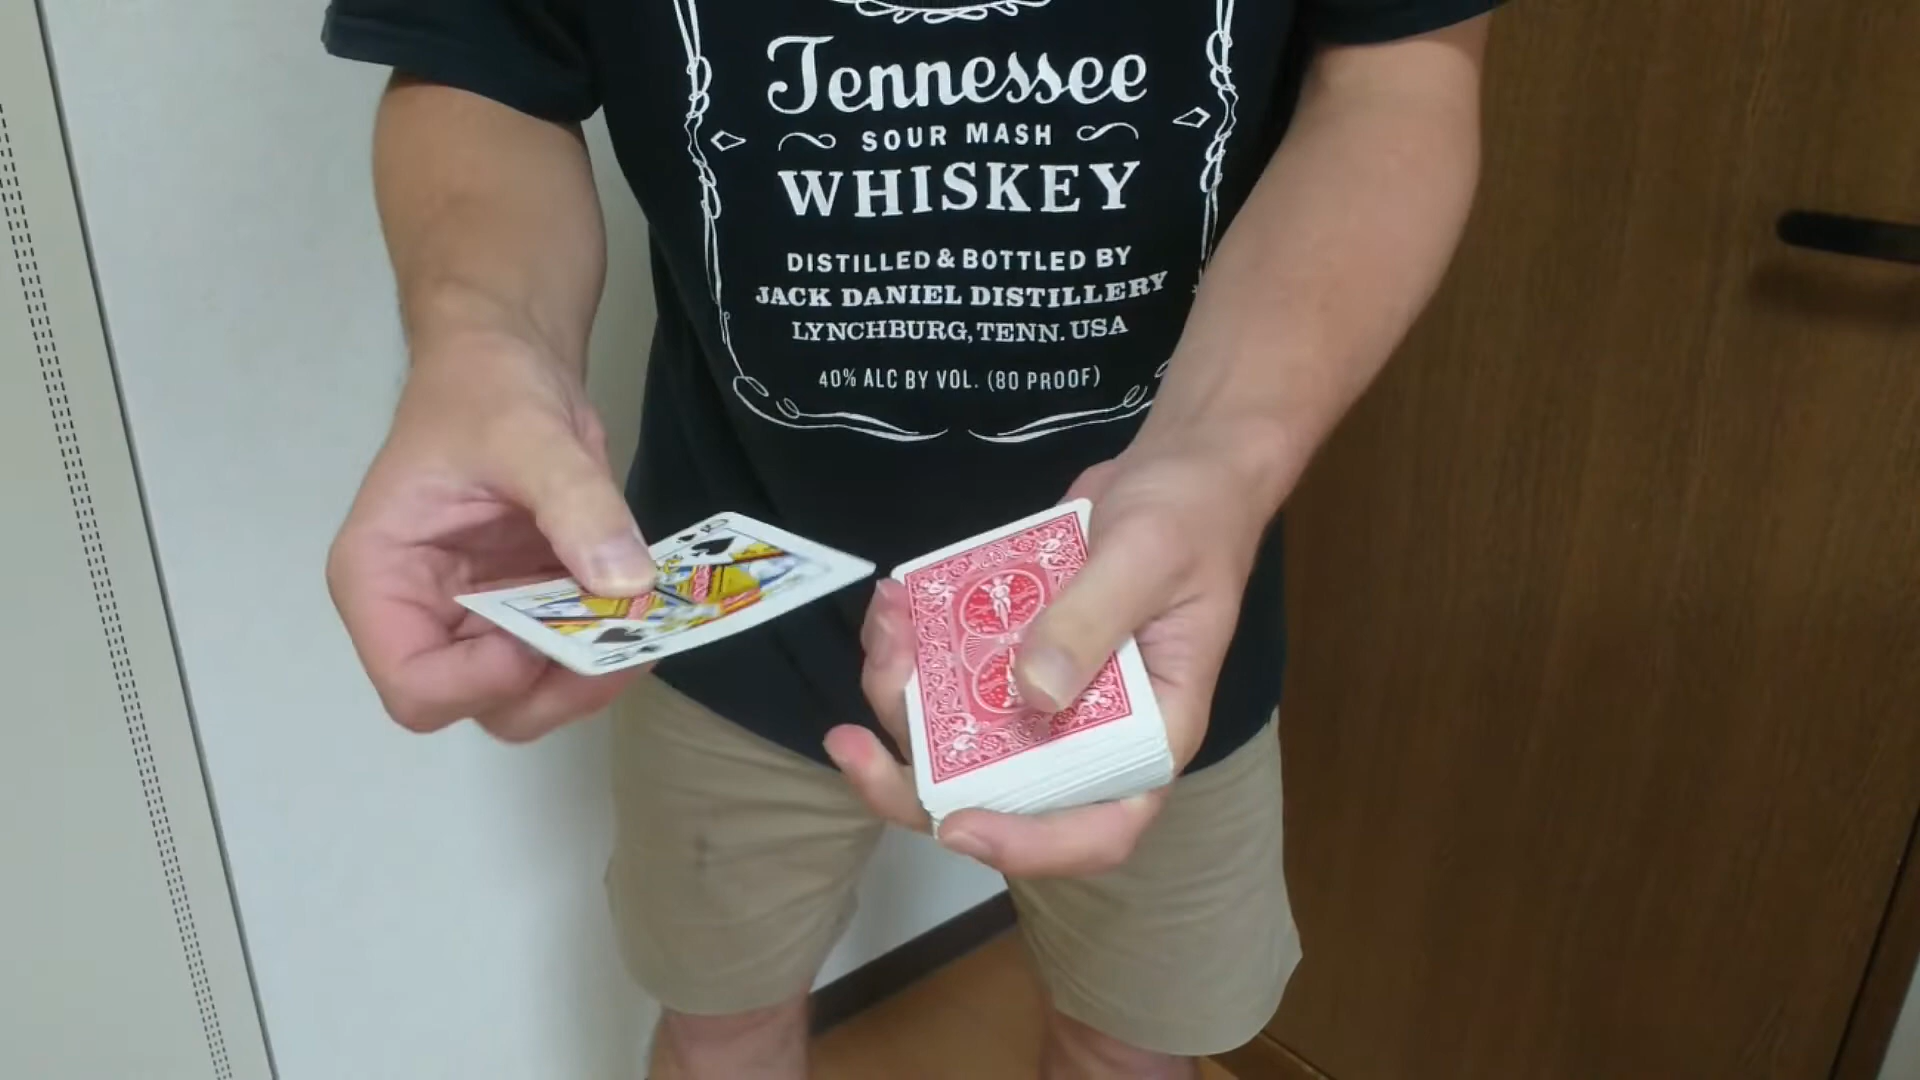 Tennessee
SOUR MASH
WHISKEY
DISTILLED & BOTTLED BY
JACK DANIEL DISTILLERY
LYNCHBURG, TENN. USA
40% ALC BY VOL. (80 PROOF)
Q
Q